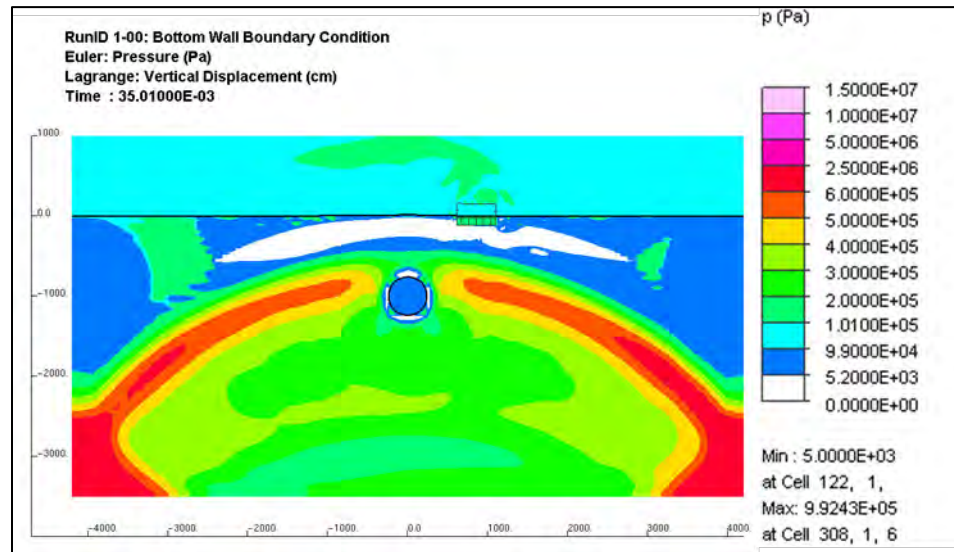 RunID 1-00: Bottom Wall Boundary Condition
Euler: Pressure (Pa)
Lagrange: Vertical Displacement (cm)
Time : 35.01000E-03
p (Pa)
1.5000E+07
1.0000E+07
5.0000E+06
2.5000E+06
6.0000E+05
5.0000E+05
4.0000E+05
3.0000E+05
2.0000E+05
1.0100E+05
9.9000E+04
5.2000E+03
0.0000E+00
Min : 5.0000E+03
at Cell 122, 1,
Max: 9.9243E+05
at Cell 308, 1, 6
1000.
0.0
-1000.
-2000.
-3000.
-4000. -3000. -2000. -1000. 0.0 1000. 2000. 3000. 4000.